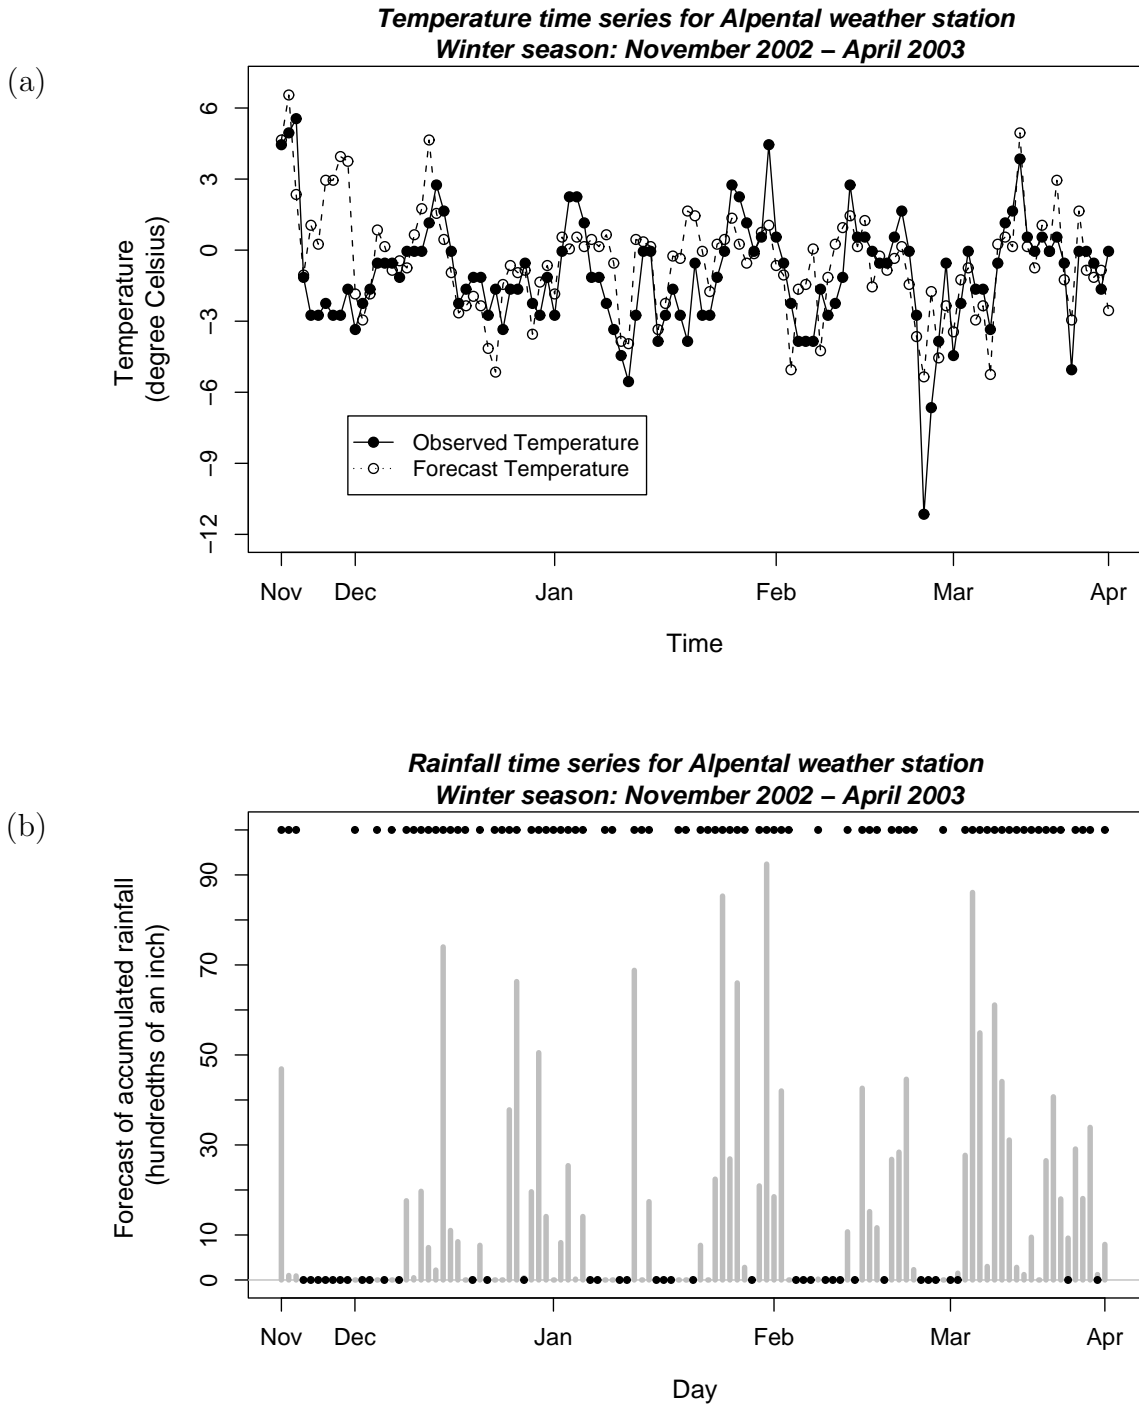 (a)
Temperature time series for Alpental weather station
Winter season: November 2002 – April 2003
Temperature
(degree Celsius)
6
3
0
−3
−6
−9
−12
Observed Temperature
Forecast Temperature
Nov Dec Jan Feb Mar Apr
Time
(b)
Rainfall time series for Alpental weather station
Winter season: November 2002 – April 2003
Forecast of accumulated rainfall
(hundredths of an inch)
90
70
50
30
10
0
Nov Dec Jan Feb Mar Apr
Day